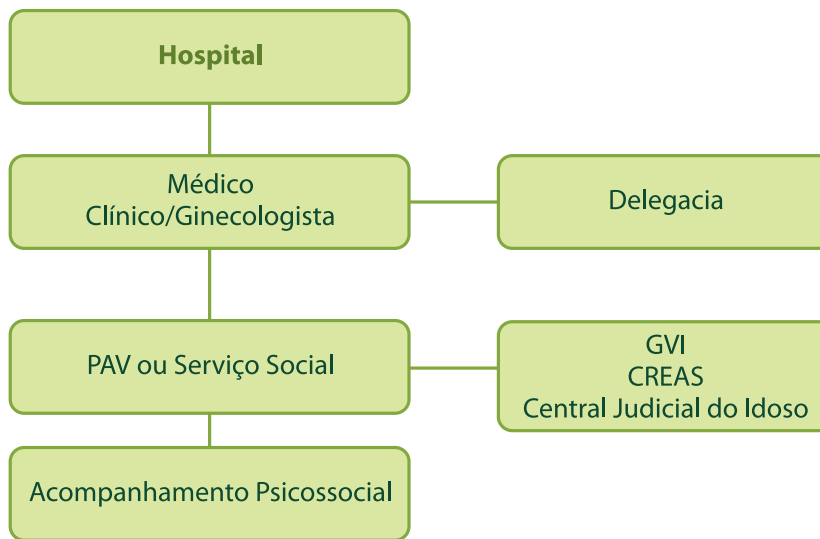 Hospital
Médico
Clínico/Ginecologista
Delegacia
PAV ou Serviço Social
GVI
CREAS
Central Judicial do Idoso
Acompanhamento Psicossocial